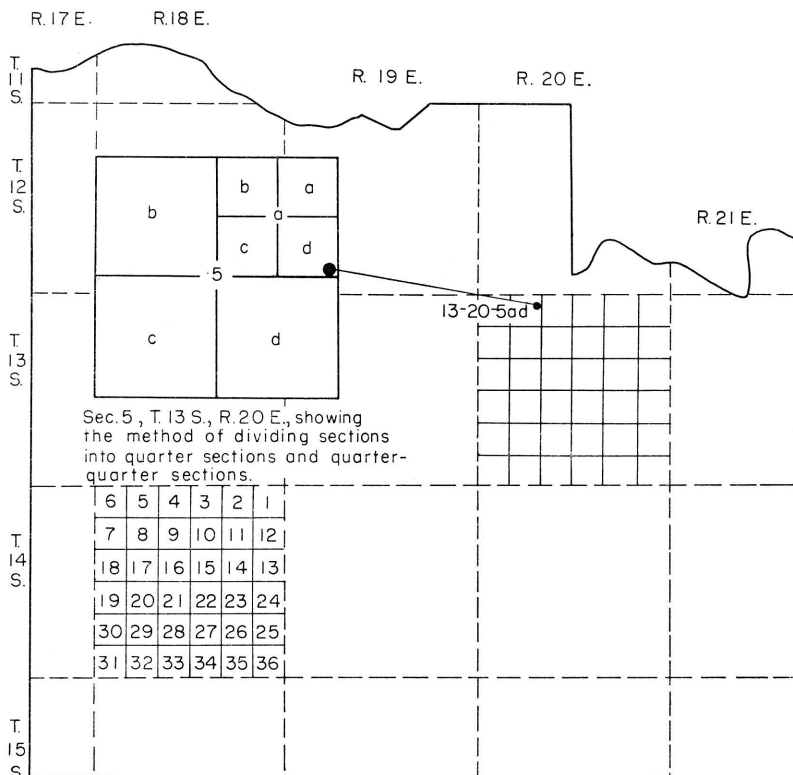 R. 17 E. R. 18 E.
R. 19 E. R. 20 E.
T.
11
S.
T.
12
S.
R. 21 E.
b
b a
a
c d
5
c d
13-20-5ad
T.
13
S.
Sec. 5, T. 13 S., R. 20 E., showing
the method of dividing sections
into quarter sections and quarter-
quarter sections.
6 5 4 3 2 1
7 8 9 10 11 12
18 17 16 15 14 13
19 20 21 22 23 24
30 29 28 27 26 25
31 32 33 34 35 36
T.
14
S.
T.
15
S.